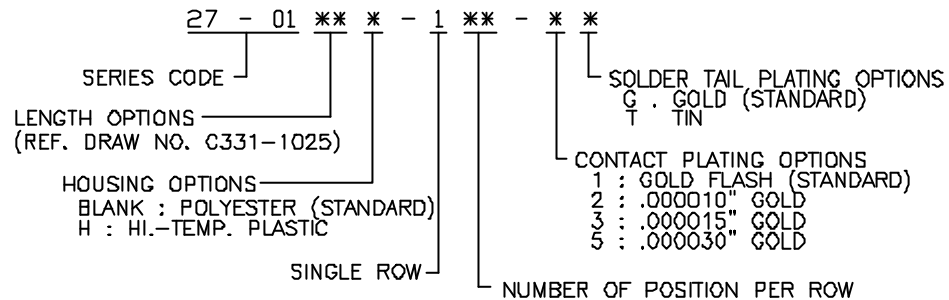 27 - 01 ** * - 1 ** - * *
SERIES CODE
SOLDER TAIL PLATING OPTIONS
G . GOLD (STANDARD)
T TIN
LENGTH OPTIONS
(REF. DRAW NO. C331-1025)
CONTACT PLATING OPTIONS
1 : GOLD FLASH (STANDARD)
2 : .000010" GOLD
3 : .000015" GOLD
5 : .000030" GOLD
HOUSING OPTIONS
BLANK : POLYESTER (STANDARD)
H : HI.-TEMP. PLASTIC
SINGLE ROW
NUMBER OF POSITION PER ROW